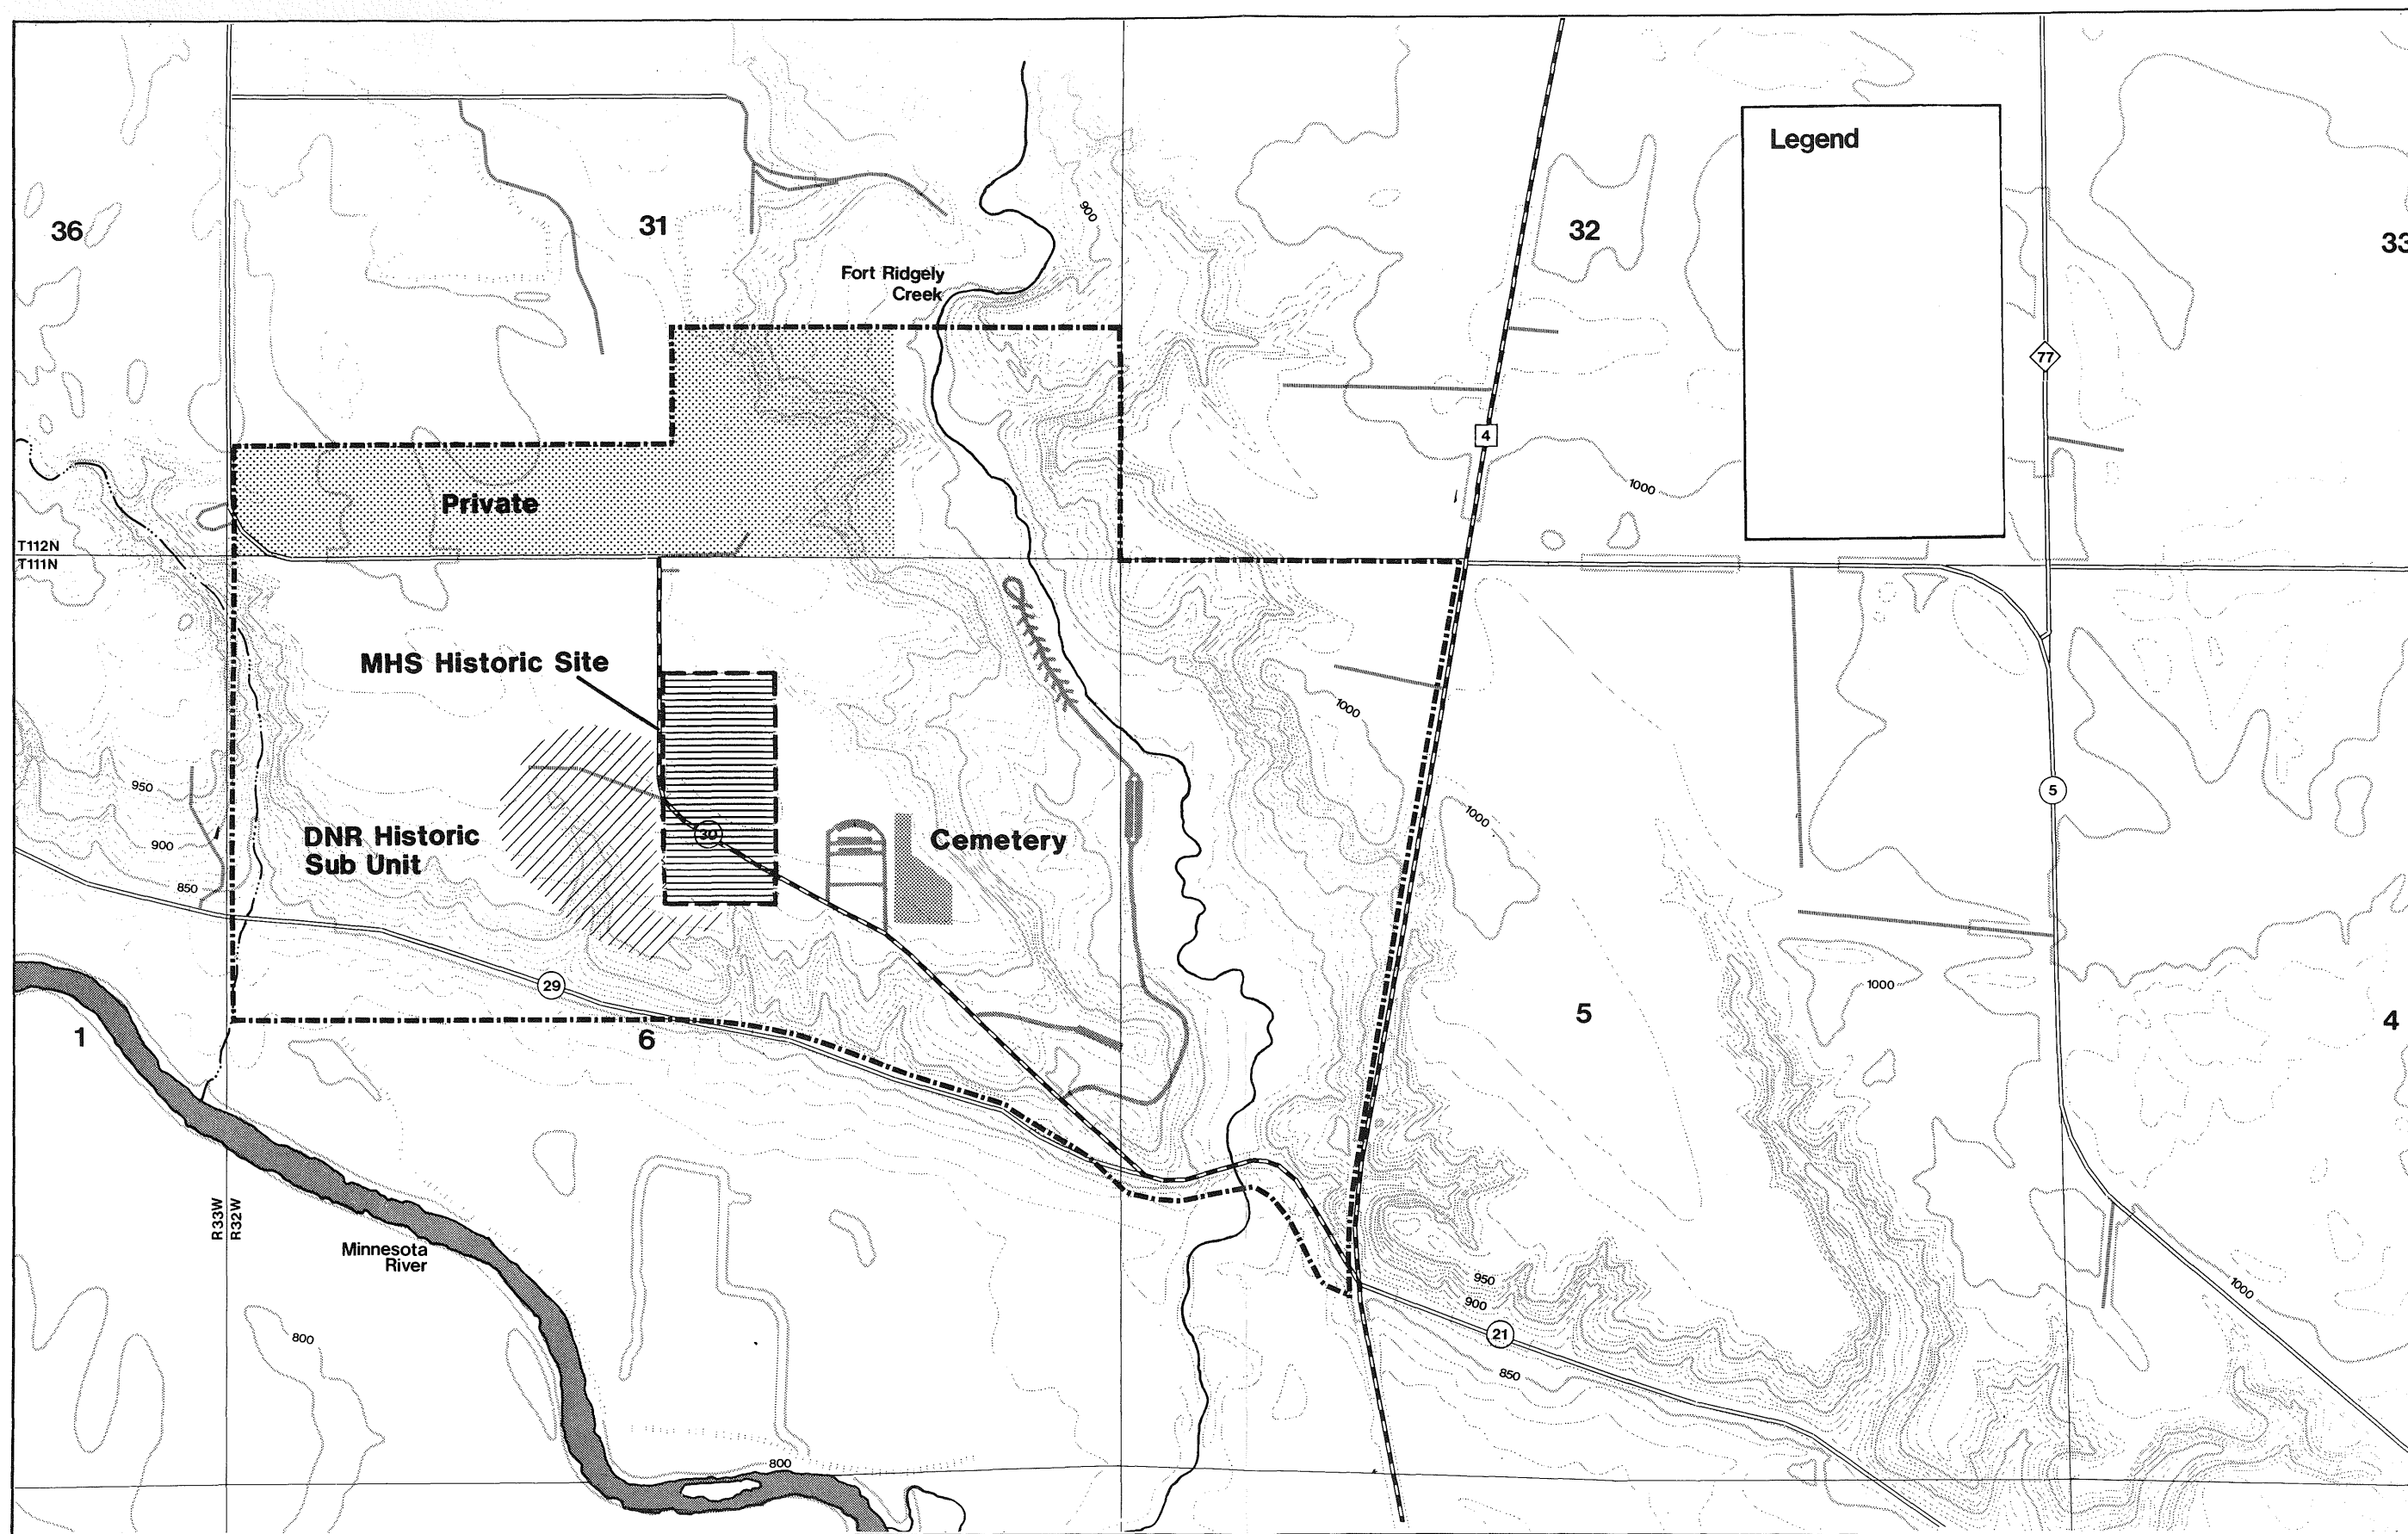 Legend
36
31
32
33
900
Fort Ridgely
Creek
77
4
1000
Private
T112N
T111N
MHS Historic Site
1000
950
5
1000
30
DNR Historic
Sub Unit
Cemetery
900
850
29
1000
1
6
5
4
R33W
R32W
Minnesota
River
950
900
1000
800
21
850
800